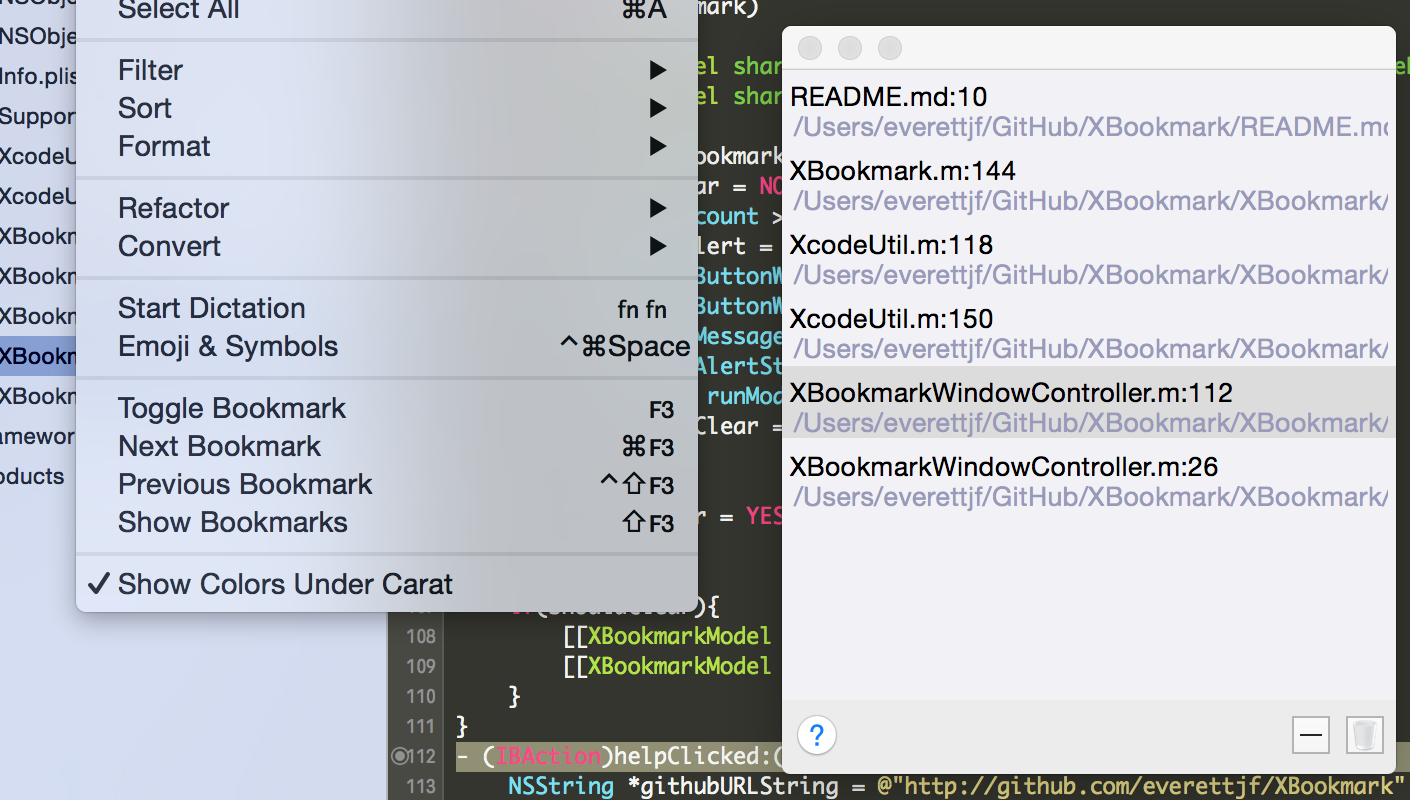 NSObje
Info.plis
Suppor
XcodeU
XcodeU
XBookm
XBookm
XBookm
XBookm
XBookm
amewor
oducts
Select All ⌘A
Filter ▶
Sort ▶
Format ▶
Refactor ▶
Convert ▶
Start Dictation fn fn
Emoji & Symbols ^⌘Space
Toggle Bookmark F3
Next Bookmark ⌘F3
Previous Bookmark ^⇧F3
Show Bookmarks ⇧F3
✓ Show Colors Under Carat
mark)
el shar
el shar
ookmark
ar = NO
count >
lert =
ButtonW
ButtonW
Message
AlertSt
runMod
Clear =
r = YES
){
108 [[XBookmarkModel
109 [[XBookmarkModel
110 }
111 }
112 - (IBAction)helpClicked:(
113 NSString *githubURLString = @"http://github.com/everettjf/XBookmark"
README.md:10
/Users/everettjf/GitHub/XBookmark/README.md
XBookmark.m:144
/Users/everettjf/GitHub/XBookmark/XBookmark/
XcodeUtil.m:118
/Users/everettjf/GitHub/XBookmark/XBookmark/
XcodeUtil.m:150
/Users/everettjf/GitHub/XBookmark/XBookmark/
XBookmarkWindowController.m:112
/Users/everettjf/GitHub/XBookmark/XBookmark/
XBookmarkWindowController.m:26
/Users/everettjf/GitHub/XBookmark/XBookmark/
?